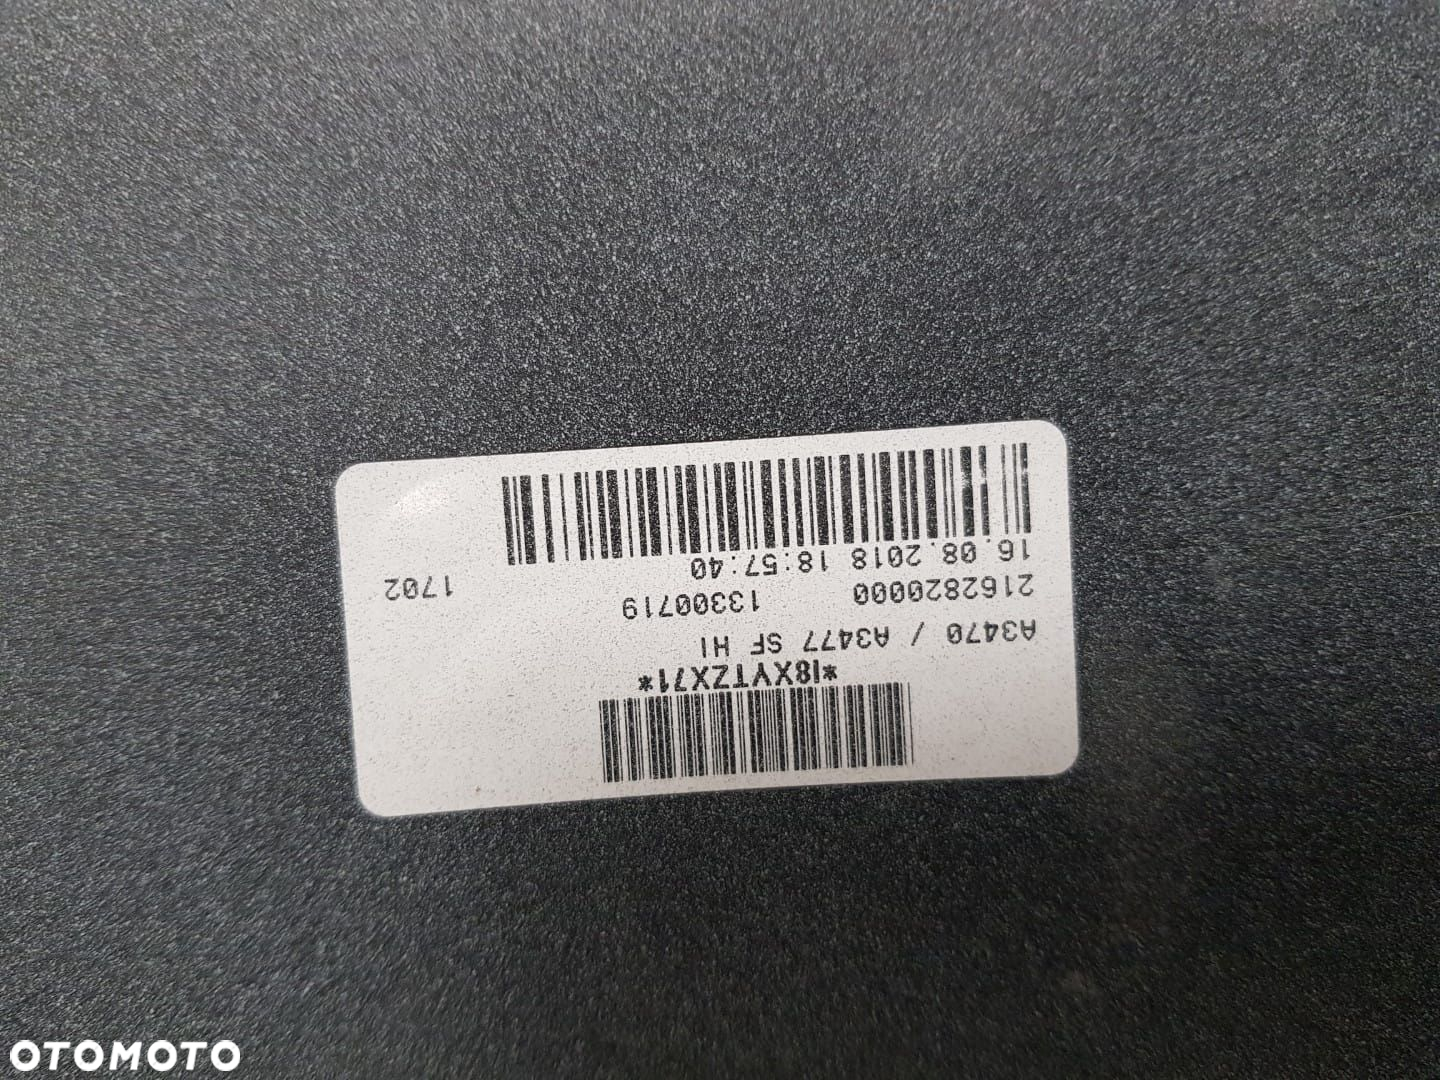 *I8XYTZX71*
A3470 / A3477 SF HI
2162820000 13300719 1702
16.08.2018 18:57:40
OTOMOTO